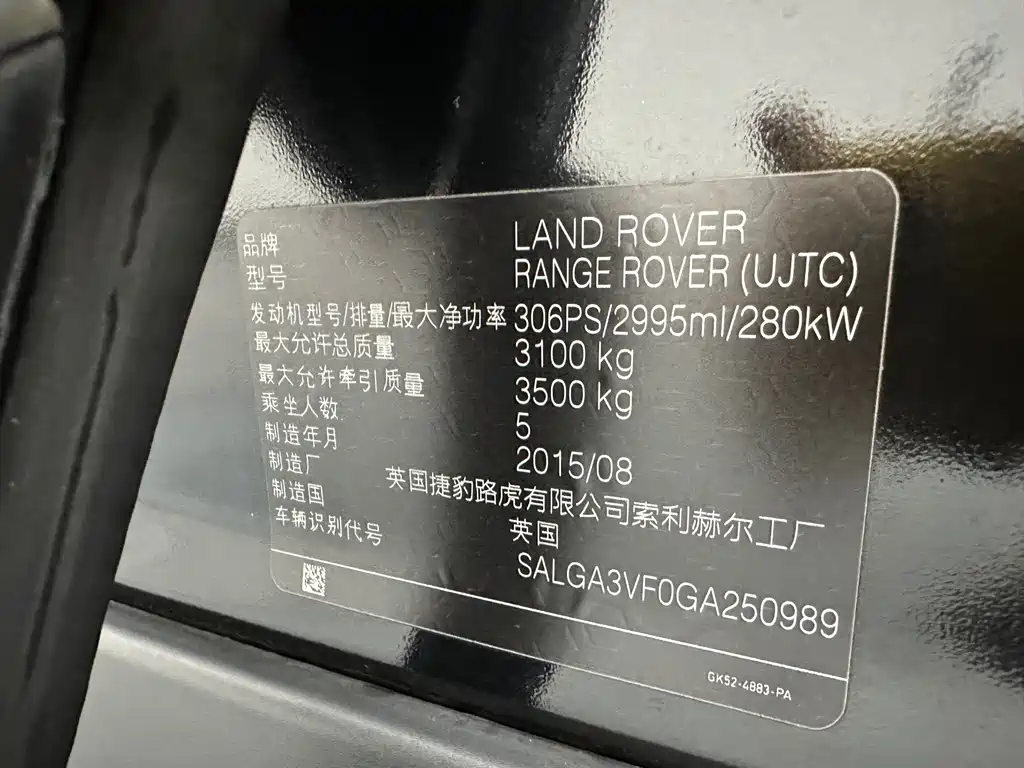 品牌 LAND ROVER
型号 RANGE ROVER (UJTC)
发动机型号/排量/最大净功率 306PS/2995ml/280kW
最大允许总质量 3100 kg
最大允许牵引质量 3500 kg
乘坐人数 5
制造年月 2015/08
制造厂 英国捷豹路虎有限公司索利赫尔工厂
制造国 英国
车辆识别代号 SALGA3VF0GA250989
GK52-4883-PA